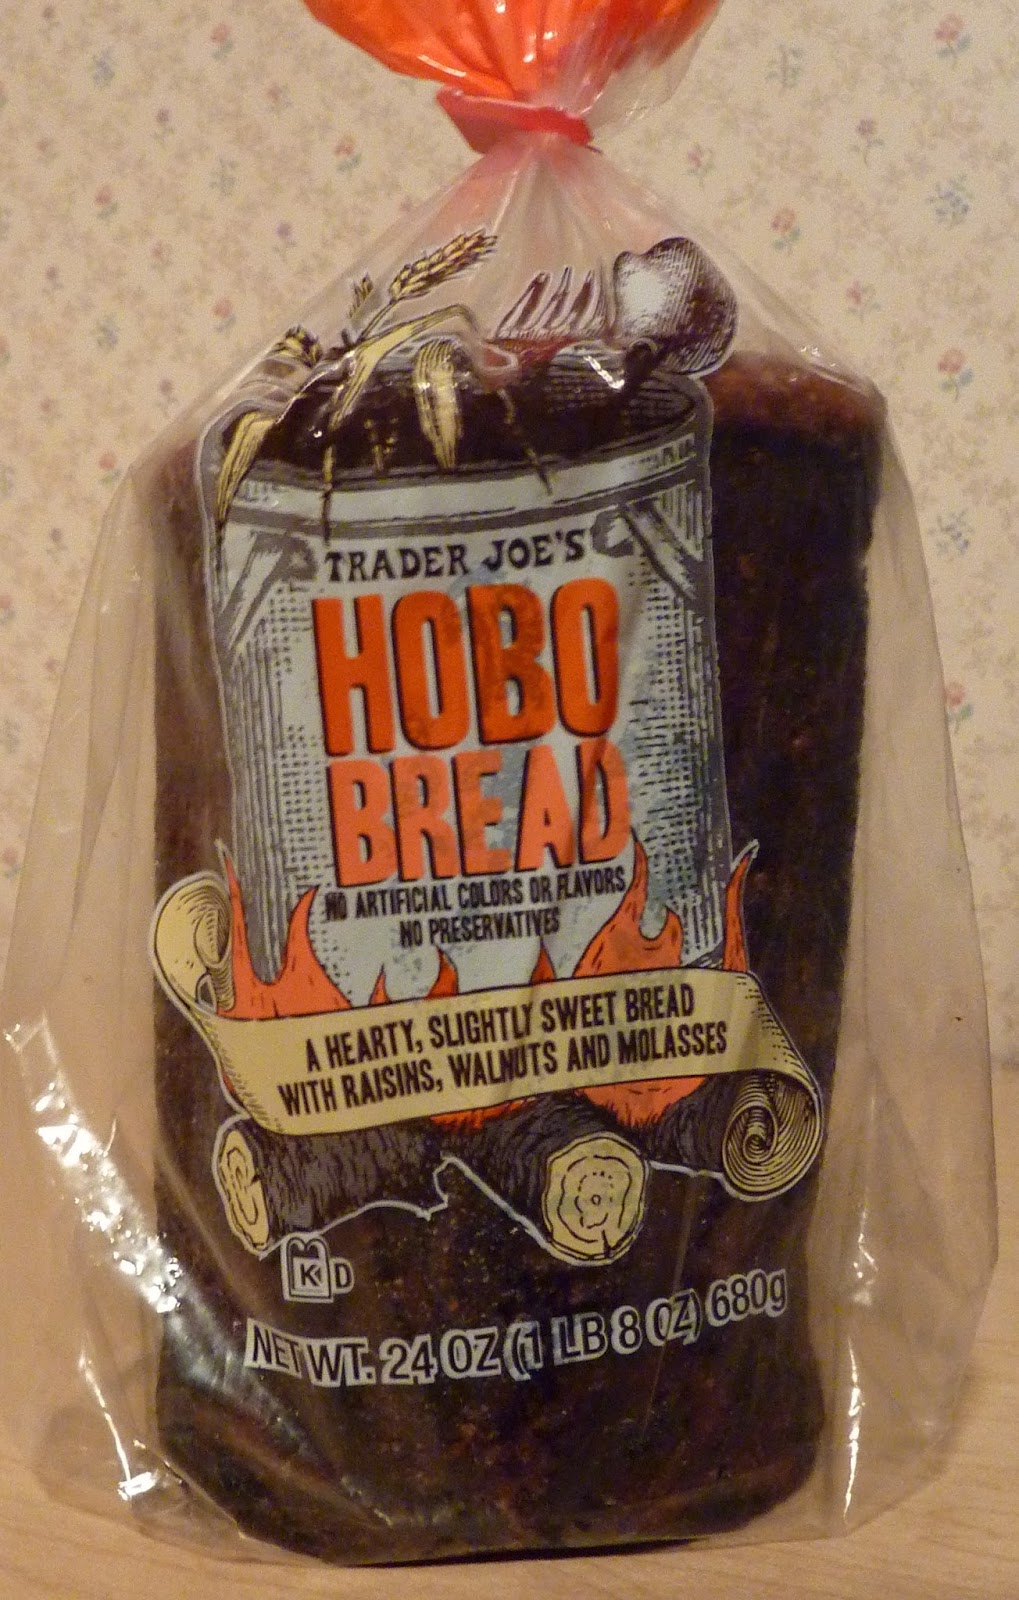 TRADER JOE'S
HOBO
BREAD
NO ARTIFICIAL COLORS OR FLAVORS
NO PRESERVATIVES
A HEARTY, SLIGHTLY SWEET BREAD
WITH RAISINS, WALNUTS AND MOLASSES
K D
NET WT. 24 OZ (1 LB 8 OZ) 680g